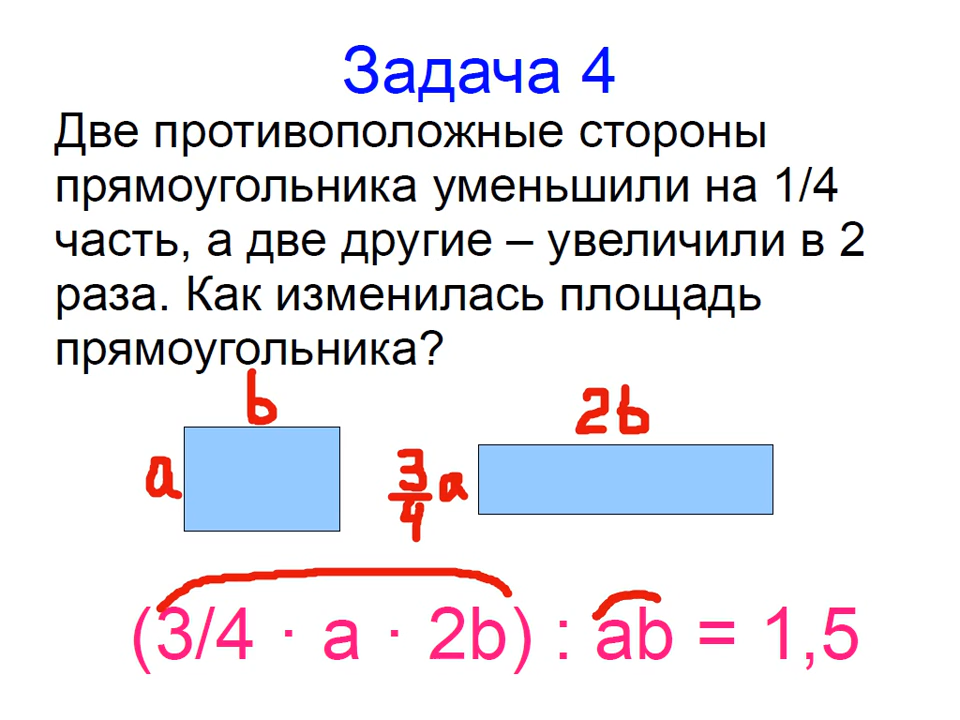 Задача 4
Две противоположные стороны
прямоугольника уменьшили на 1/4
часть, а две другие – увеличили в 2
раза. Как изменилась площадь
прямоугольника?
b
2b
a
3/4 a
(3/4 · a · 2b) : ab = 1,5